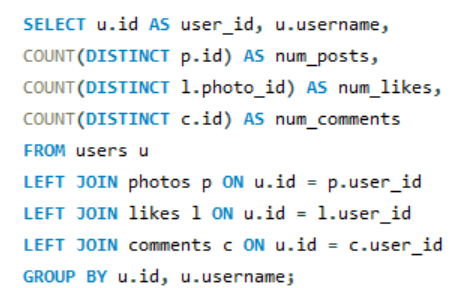 SELECT u.id AS user_id, u.username,
COUNT(DISTINCT p.id) AS num_posts,
COUNT(DISTINCT l.photo_id) AS num_likes,
COUNT(DISTINCT c.id) AS num_comments
FROM users u
LEFT JOIN photos p ON u.id = p.user_id
LEFT JOIN likes l ON u.id = l.user_id
LEFT JOIN comments c ON u.id = c.user_id
GROUP BY u.id, u.username;